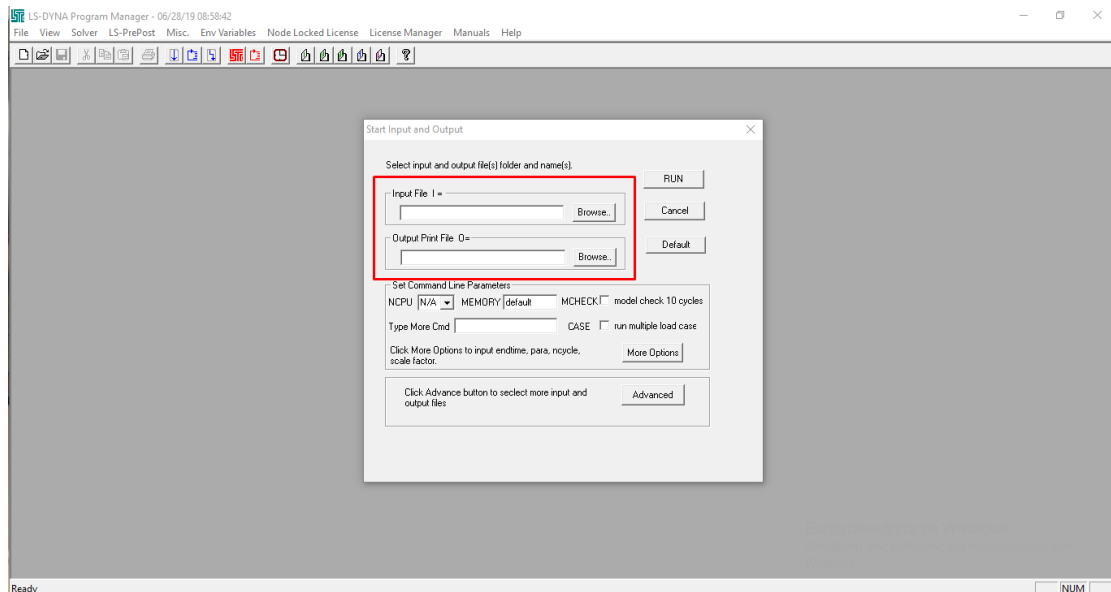 LS-DYNA Program Manager - 06/28/19 08:58:42
File View Solver LS-PrePost Misc. Env Variables Node Locked License License Manager Manuals Help
Start Input and Output
Select input and output file(s) folder and name(s).
RUN
Input File I =
Browse..
Cancel
Output Print File O=
Default
Browse..
Set Command Line Parameters
NCPU N/A MEMORY default MCHECK model check 10 cycles
Type More Cmd CASE run multiple load case
Click More Options to input endtime, para, ncycle,
scale factor.
More Options
Click Advance button to seclect more input and
output files
Advanced
Ready
NUM